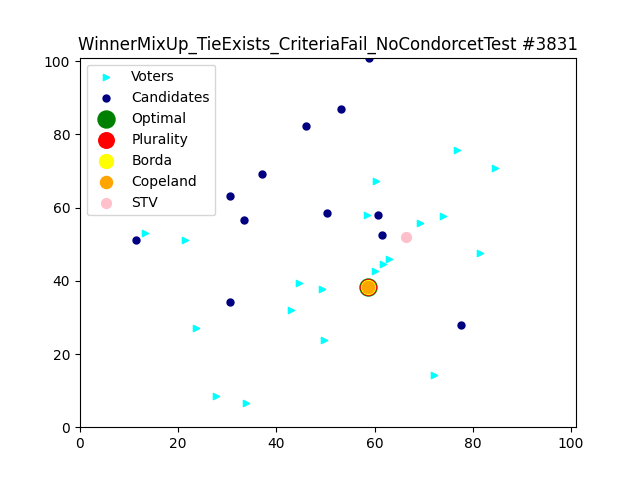 WinnerMixUp_TieExists_CriteriaFail_NoCondorcetTest #3831
100
80
60
40
20
0
0 20 40 60 80 100
Voters
Candidates
Optimal
Plurality
Borda
Copeland
STV